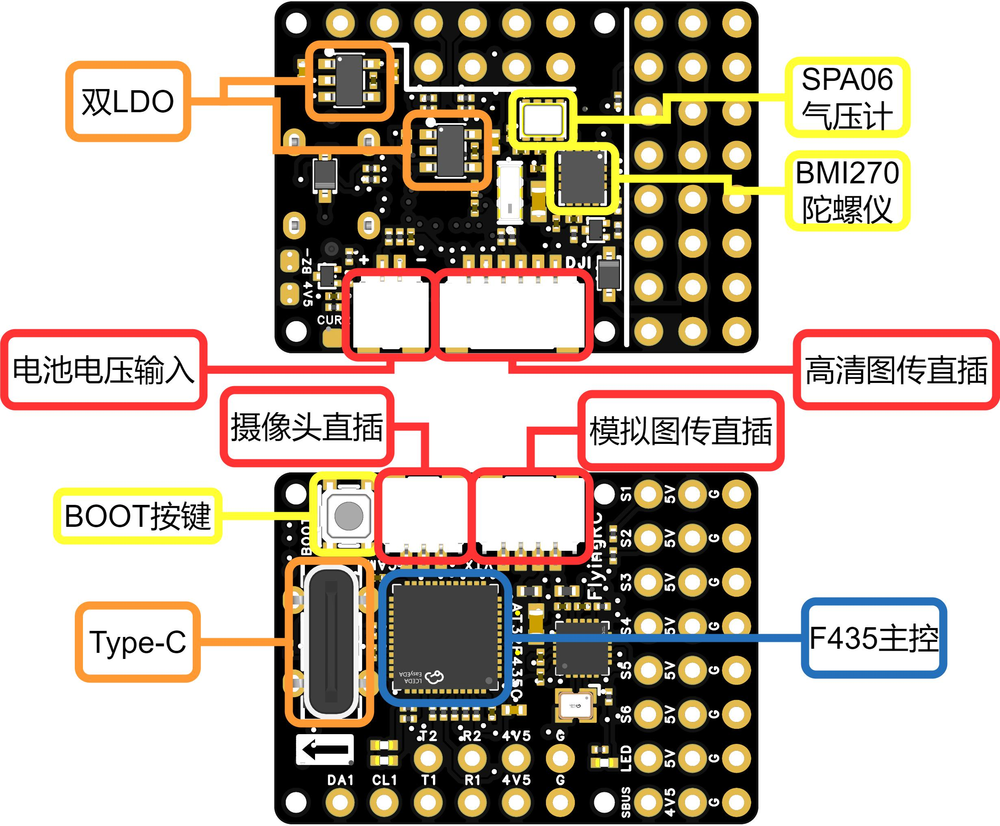 双LDO
SPA06
气压计
BMI270
陀螺仪
-ZB
4V5
+
-
DJI
CUR
电池电压输入
高清图传直插
摄像头直插
模拟图传直插
BOOT按键
BOOT
CAM
VTX
FlyingRC
Type-C
F435主控
LCEDA
EasyEDA
S1 5V G
S2 5V G
S3 5V G
S4 5V G
S5 5V G
S6 5V G
LED 5V G
SBUS 4V5 G
T2 R2 4V5 G
DA1 CL1 T1 R1 4V5 G